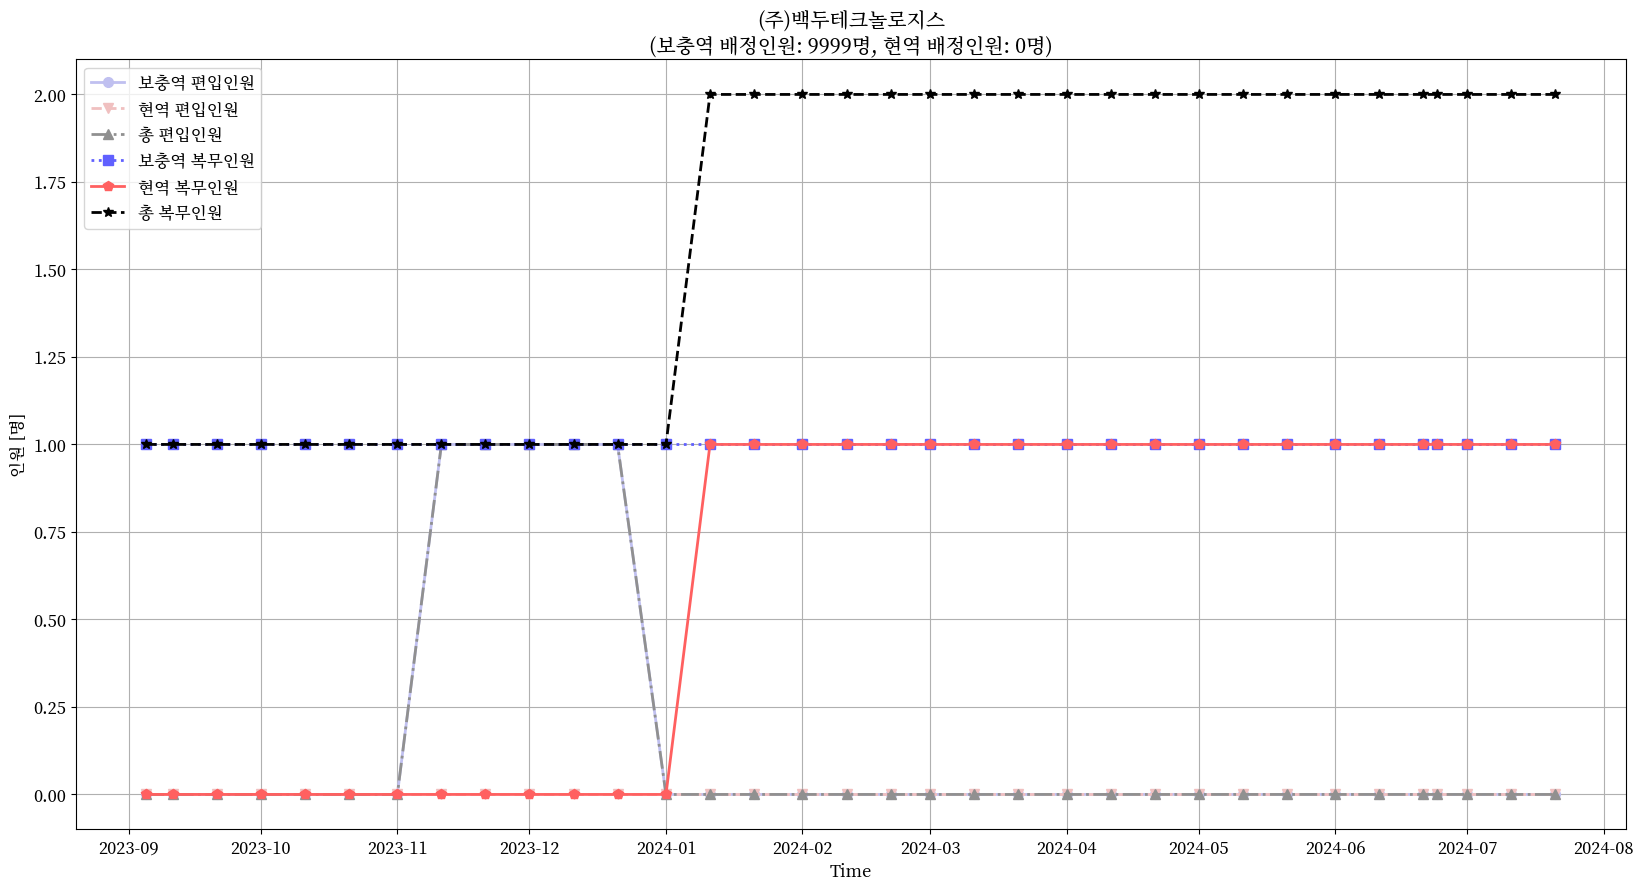 (주)백두테크놀로지스
(보충역 배정인원: 9999명, 현역 배정인원: 0명)
보충역 편입인원
현역 편입인원
총 편입인원
보충역 복무인원
현역 복무인원
총 복무인원
인원 [명]
2.00
1.75
1.50
1.25
1.00
0.75
0.50
0.25
0.00
2023-09 2023-10 2023-11 2023-12 2024-01 2024-02 2024-03 2024-04 2024-05 2024-06 2024-07 2024-08
Time